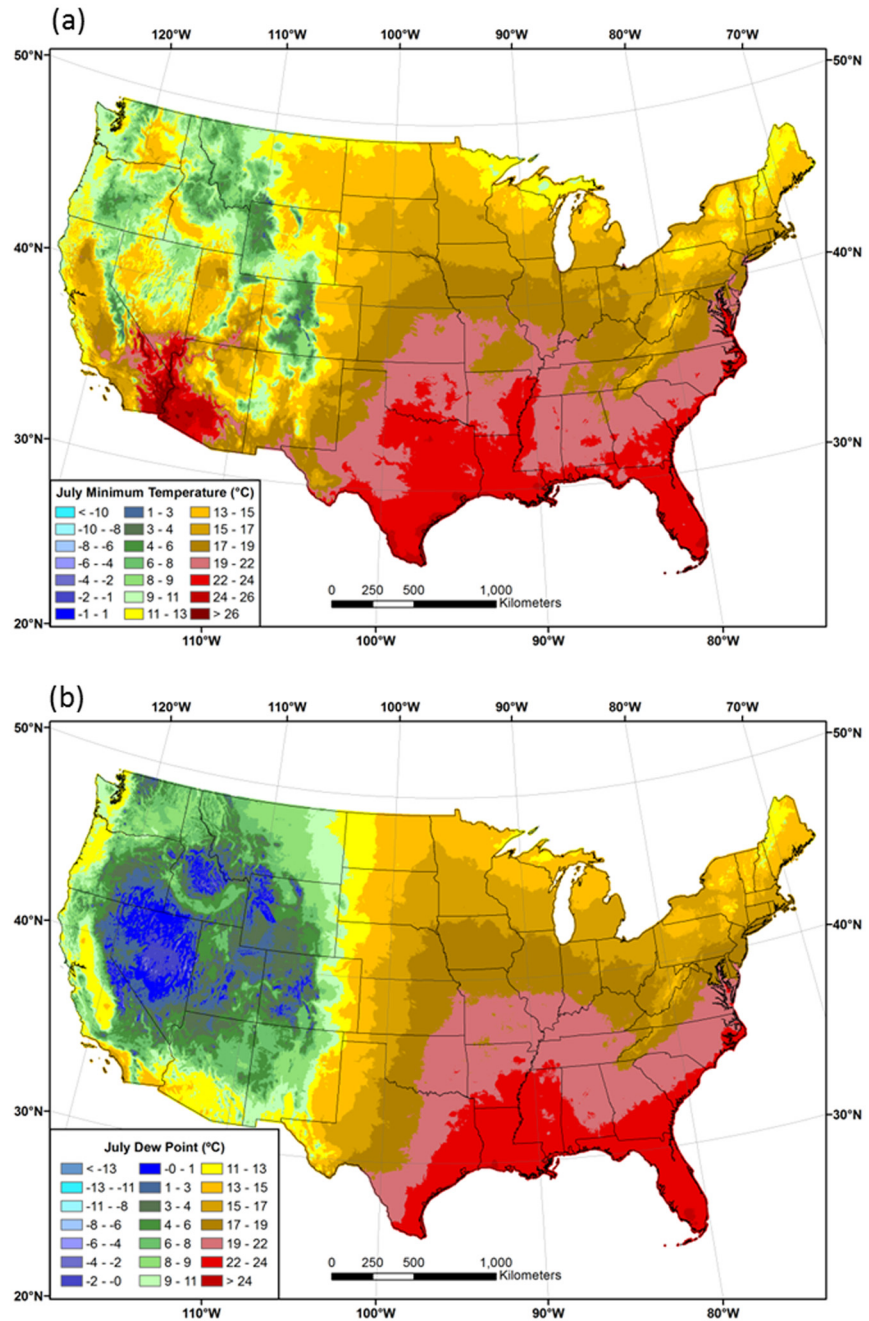 (a)
120°W 110°W 100°W 90°W 80°W 70°W
50°N 50°N
40°N 40°N
30°N 30°N
July Minimum Temperature (°C)
< -10 1 - 3 13 - 15
-10 - -8 3 - 4 15 - 17
-8 - -6 4 - 6 17 - 19
-6 - -4 6 - 8 19 - 22
-4 - -2 8 - 9 22 - 24
-2 - -1 9 - 11 24 - 26
-1 - 1 11 - 13 > 26
0 250 500 1,000
Kilometers
20°N
110°W 100°W 90°W 80°W
(b)
120°W 110°W 100°W 90°W 80°W 70°W
50°N 50°N
40°N 40°N
30°N 30°N
July Dew Point (°C)
< -13 -0 - 1 11 - 13
-13 - -11 1 - 3 13 - 15
-11 - -8 3 - 4 15 - 17
-8 - -6 4 - 6 17 - 19
-6 - -4 6 - 8 19 - 22
-4 - -2 8 - 9 22 - 24
-2 - -0 9 - 11 > 24
0 250 500 1,000
Kilometers
20°N
110°W 100°W 90°W 80°W